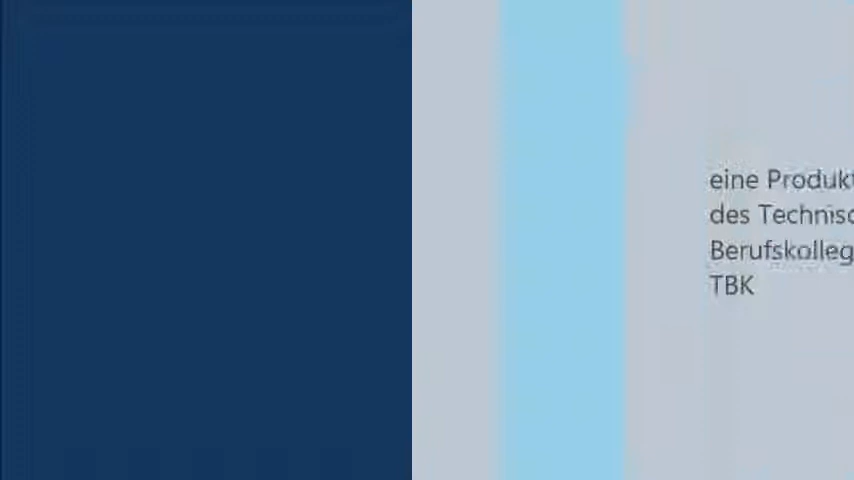 eine Produkt
des Technisc
Berufskolleg
TBK